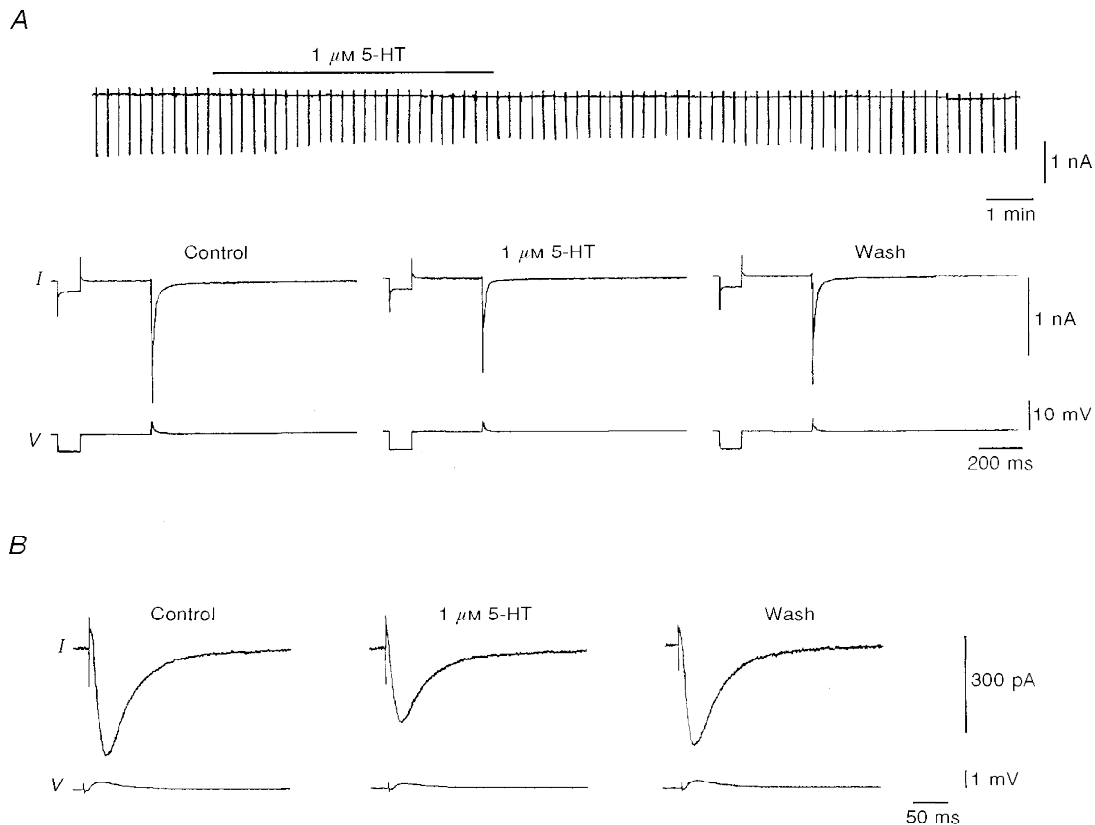 A
1 μM 5-HT
1 nA
1 min
Control
1 μM 5-HT
Wash
I
1 nA
10 mV
V
200 ms
B
Control
1 μM 5-HT
Wash
I
300 pA
V
1 mV
50 ms